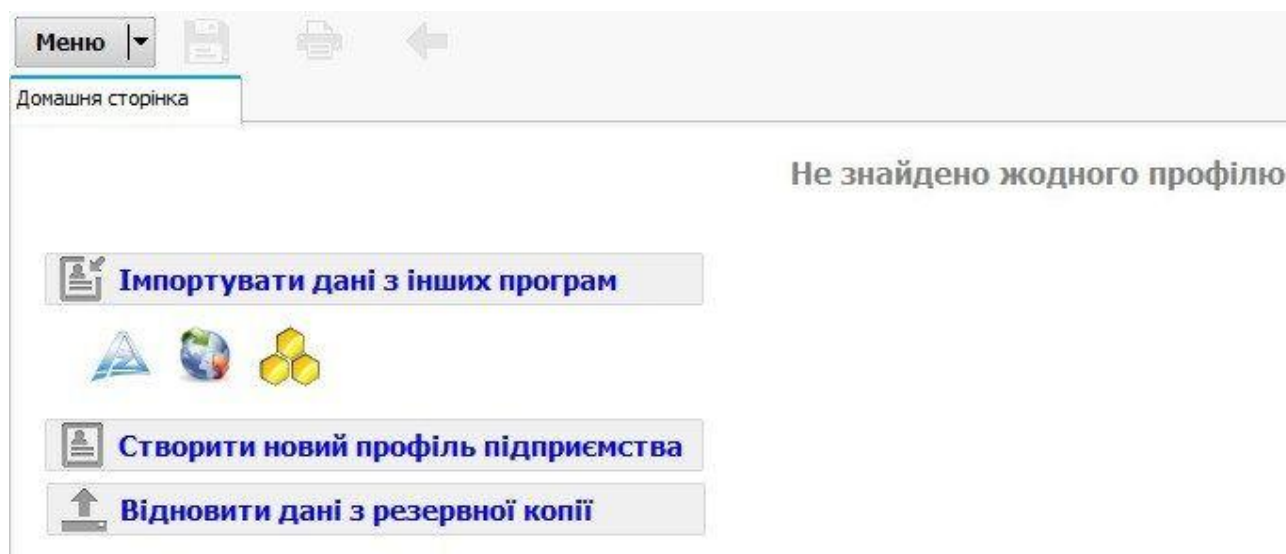 Меню
Домашня сторінка
Не знайдено жодного профілю
Імпортувати дані з інших програм
Створити новий профіль підприємства
Відновити дані з резервної копії